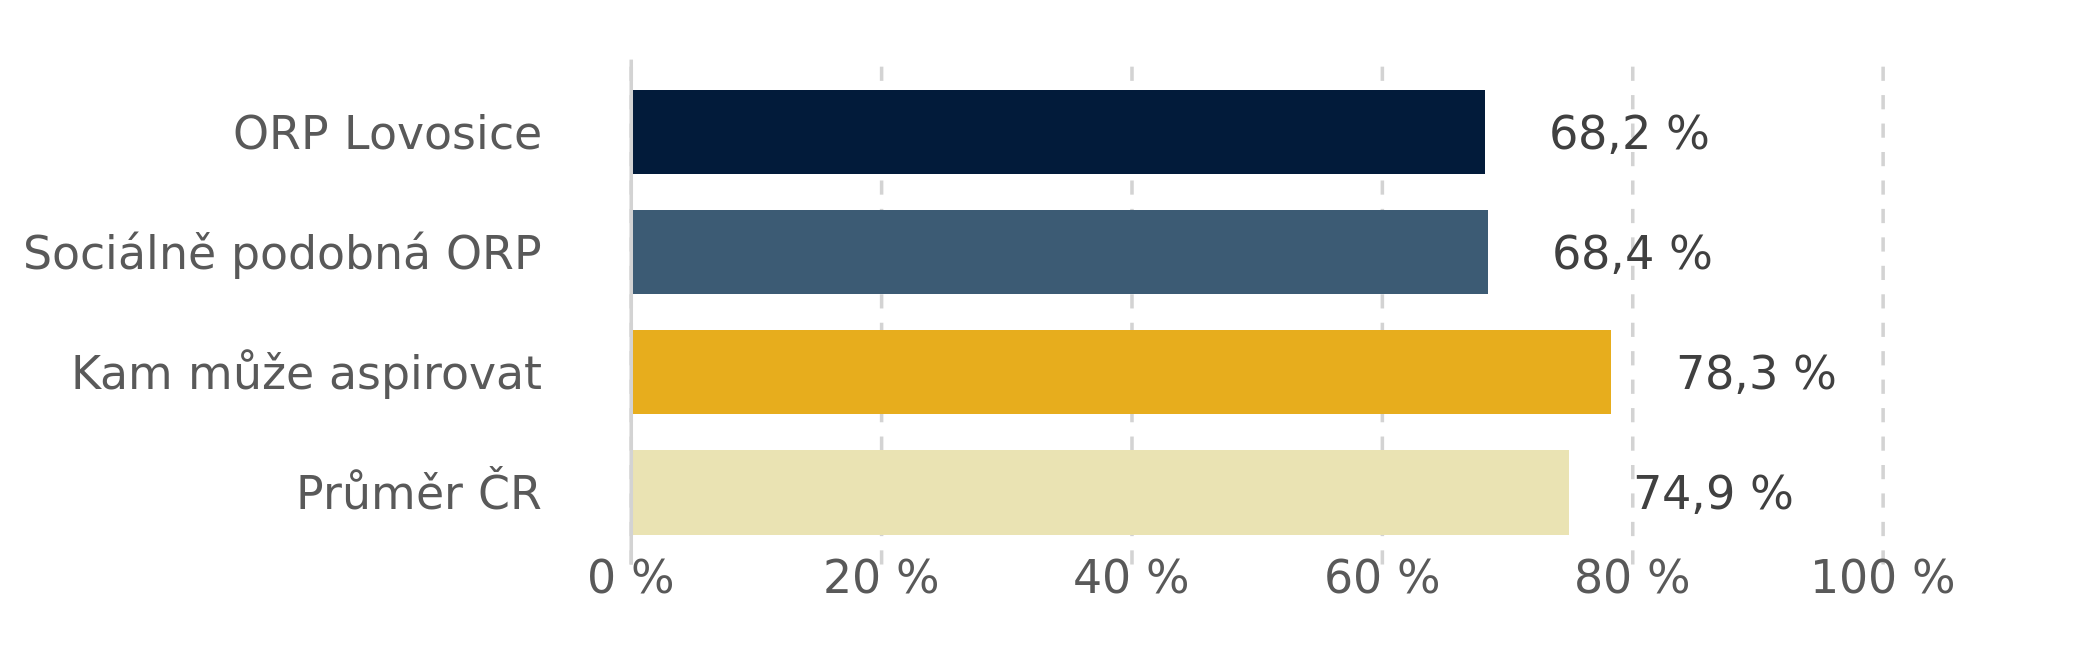 ORP Lovosice 68,2 %
Sociálně podobná ORP 68,4 %
Kam může aspirovat 78,3 %
Průměr ČR 74,9 %
0 % 20 % 40 % 60 % 80 % 100 %